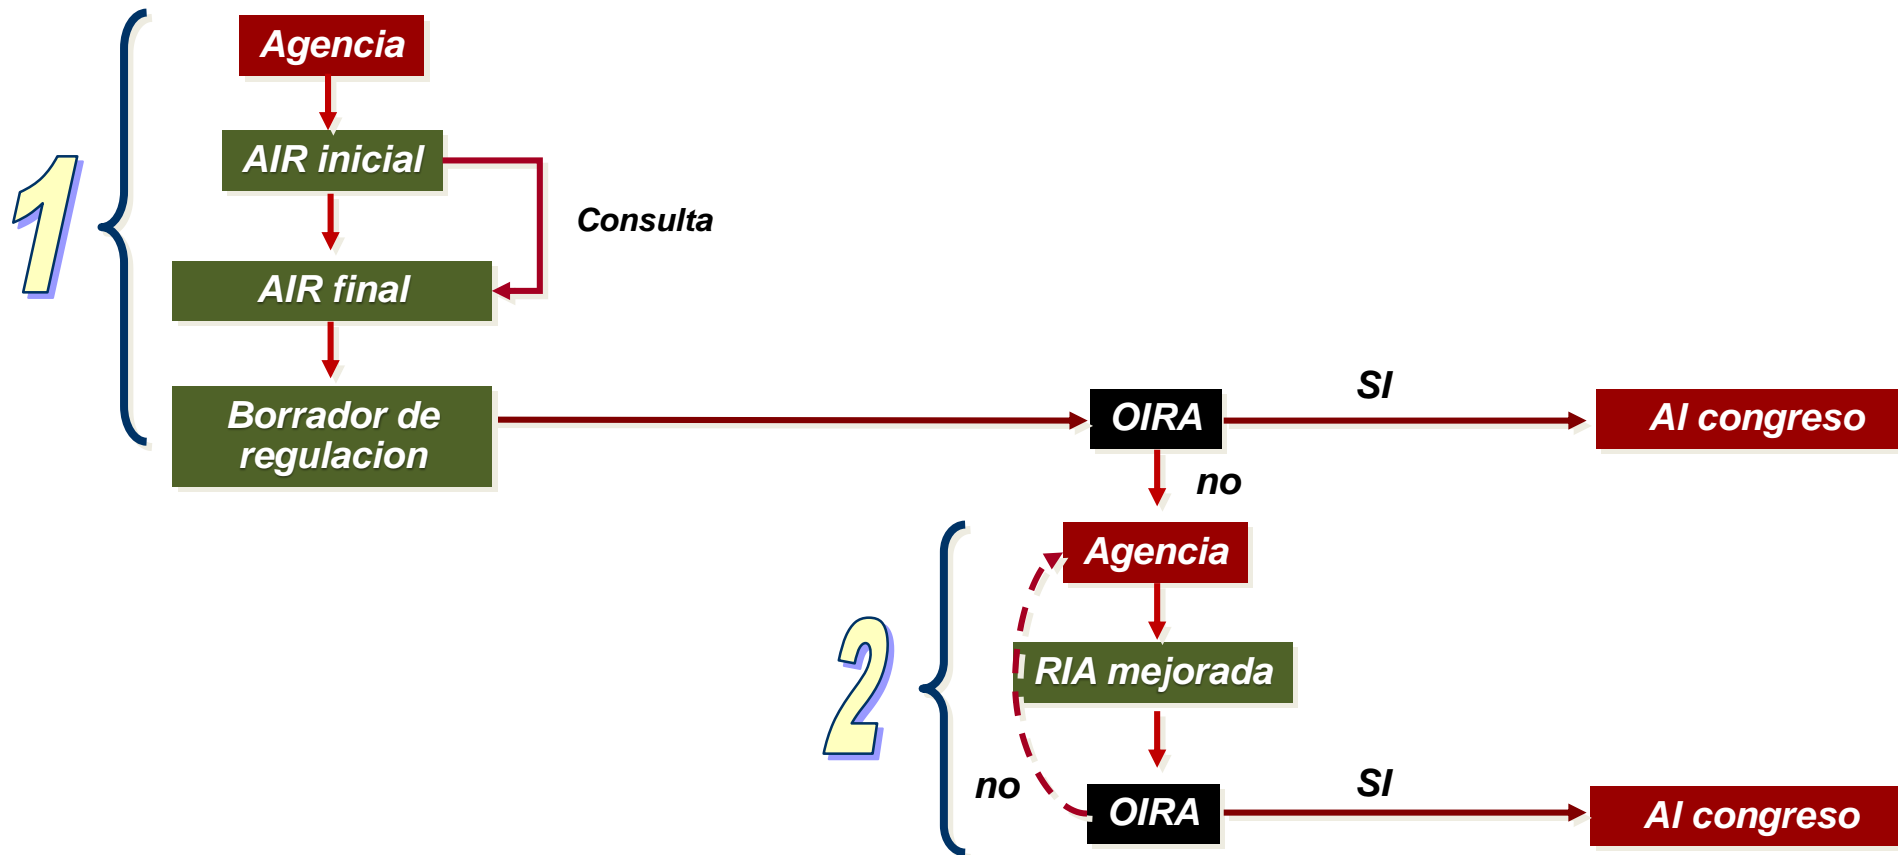 1
Agencia
AIR inicial
Consulta
AIR final
Borrador de
regulacion
OIRA
SI
Al congreso
no
2
Agencia
RIA mejorada
no
OIRA
SI
Al congreso